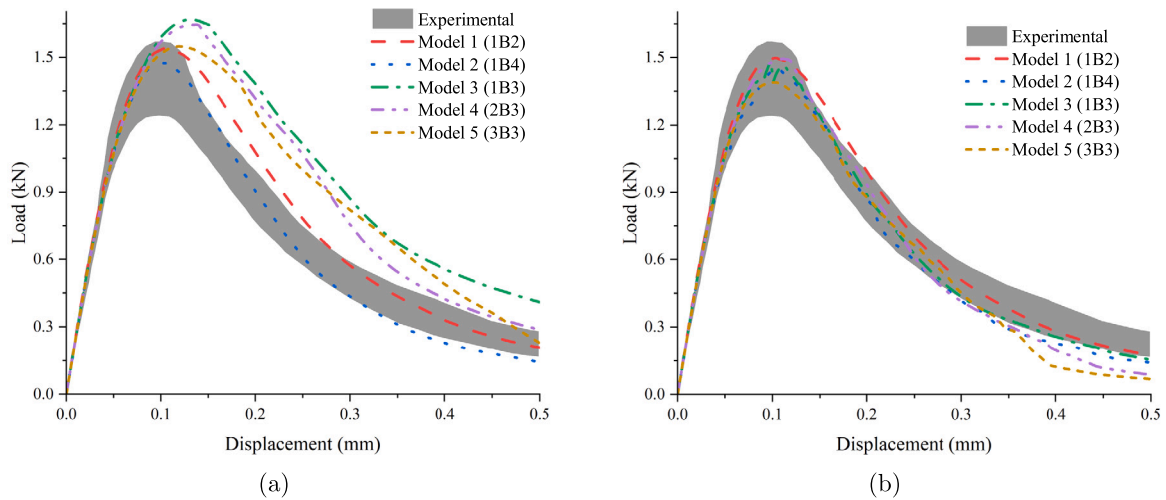 Experimental
Model 1 (1B2)
Model 2 (1B4)
Model 3 (1B3)
Model 4 (2B3)
Model 5 (3B3)
1.5
1.2
0.9
0.6
0.3
0.0
Load (kN)
0.0 0.1 0.2 0.3 0.4 0.5
Displacement (mm)
(a)
Experimental
Model 1 (1B2)
Model 2 (1B4)
Model 3 (1B3)
Model 4 (2B3)
Model 5 (3B3)
1.5
1.2
0.9
0.6
0.3
0.0
Load (kN)
0.0 0.1 0.2 0.3 0.4 0.5
Displacement (mm)
(b)